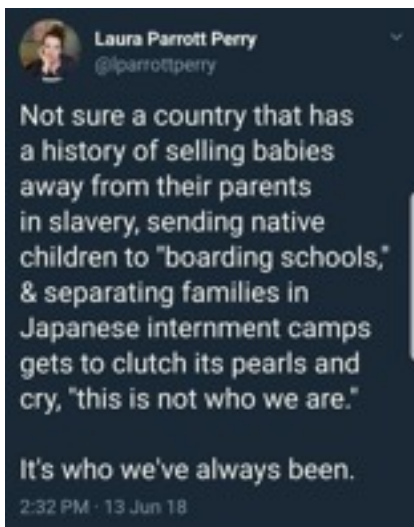 Laura Parrott Perry
@lparrottperry
Not sure a country that has
a history of selling babies
away from their parents
in slavery, sending native
children to "boarding schools,"
& separating families in
Japanese internment camps
gets to clutch its pearls and
cry, "this is not who we are."
It's who we've always been.
2:32 PM · 13 Jun 18